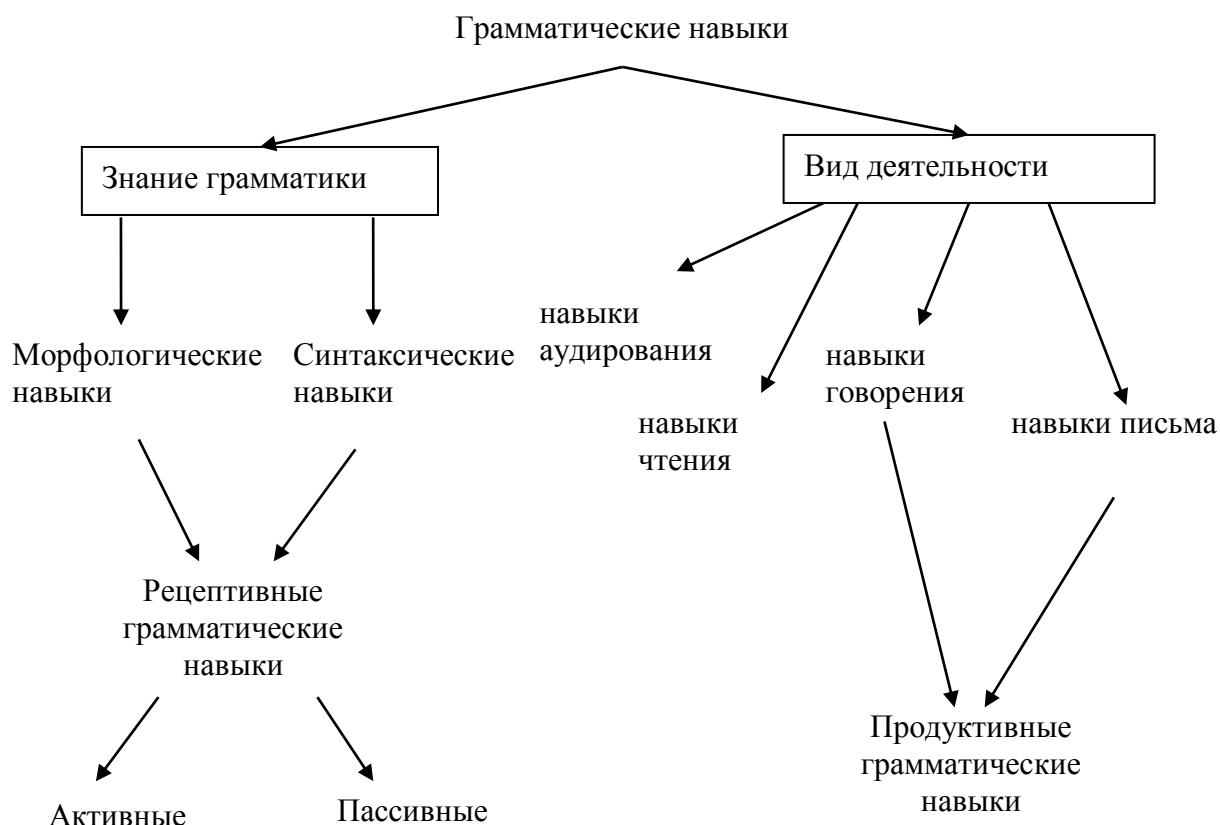 Грамматические навыки
Знание грамматики
Вид деятельности
Морфологические
навыки
Синтаксические
навыки
навыки
аудирования
навыки
чтения
навыки
говорения
навыки письма
Рецептивные
грамматические
навыки
Продуктивные
грамматические
навыки
Активные
Пассивные